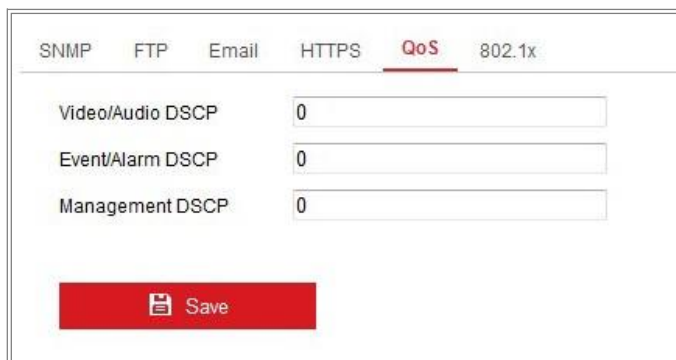 SNMP FTP Email HTTPS QoS 802.1x
Video/Audio DSCP 0
Event/Alarm DSCP 0
Management DSCP 0
Save